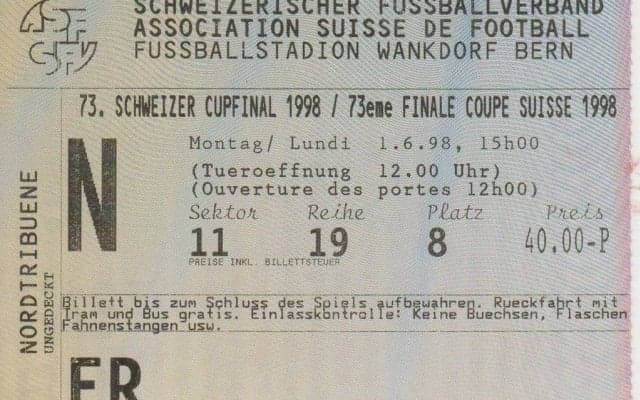 SCHWEIZERISCHER FUSSBALLVERBAND
ASSOCIATION SUISSE DE FOOTBALL
FUSSBALLSTADION WANKDORF BERN
73. SCHWEIZER CUPFINAL 1998 / 73eme FINALE COUPE SUISSE 1998
N
Montag/ Lundi 1.6.98, 15h00
(Tueroeffnung 12.00 Uhr)
(Ouverture des portes 12h00)
Sektor Reihe Platz Preis
11 19 8 40.00-P
PREISE INKL. BILLETTSTEUER
NORDTRIBUENE
UNGEDECKT
Billett bis zum Schluss des Spiels aufbewahren. Rueckfahrt mit
Tram und Bus gratis. Einlasskontrolle: Keine Buechsen, Flaschen
Fahnenstangen usw.
ER